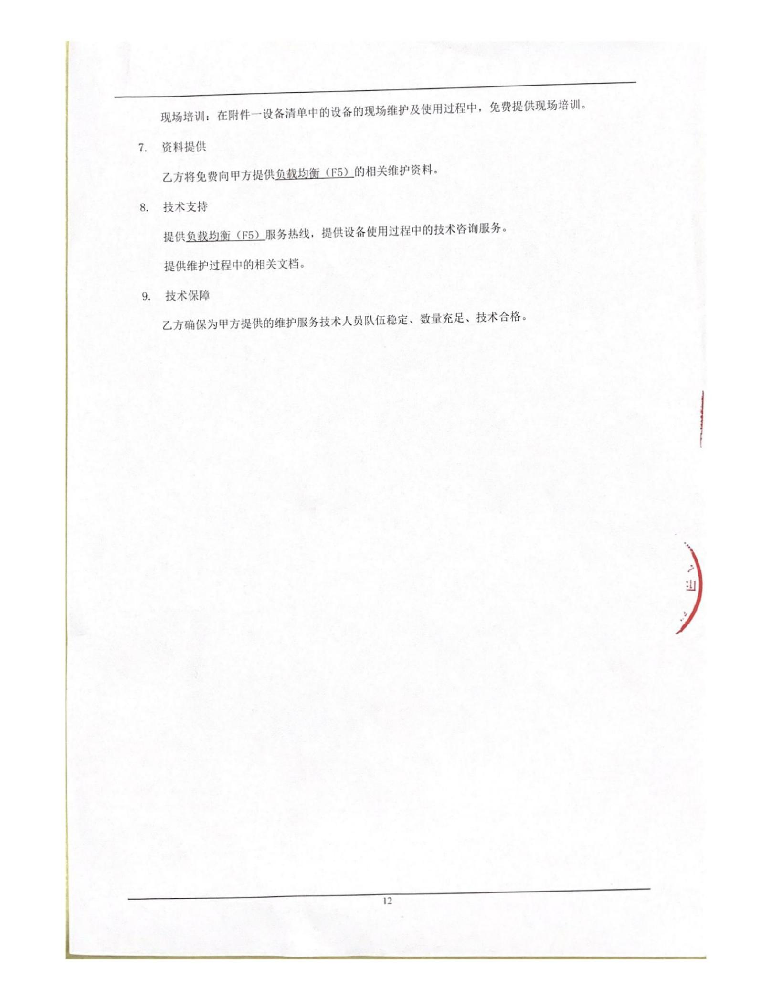 现场培训：在附件一设备清单中的设备的现场维护及使用过程中，免费提供现场培训。
7. 资料提供
乙方将免费向甲方提供负载均衡（F5）的相关维护资料。
8. 技术支持
提供负载均衡（F5）服务热线，提供设备使用过程中的技术咨询服务。
提供维护过程中的相关文档。
9. 技术保障
乙方确保为甲方提供的维护服务技术人员队伍稳定、数量充足、技术合格。
12